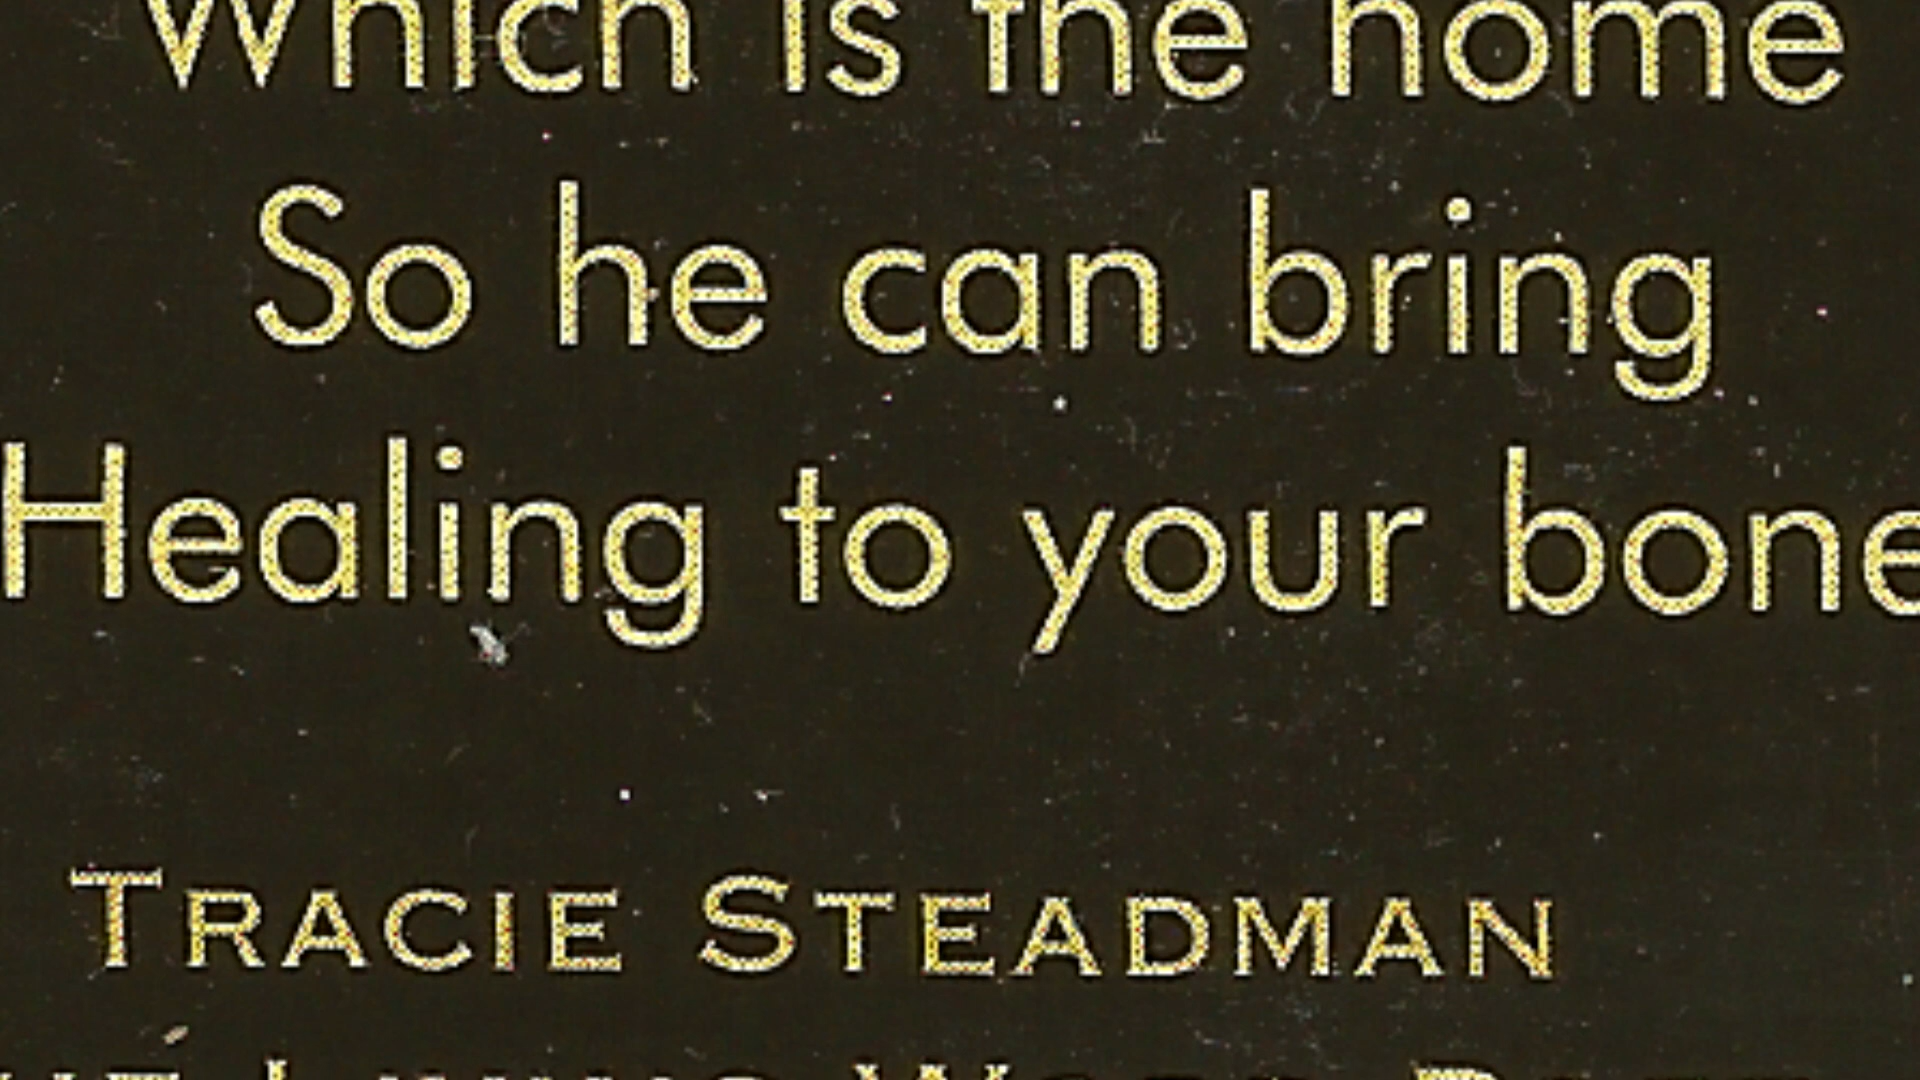 Which is the home
So he can bring
Healing to your bone
TRACIE STEADMAN